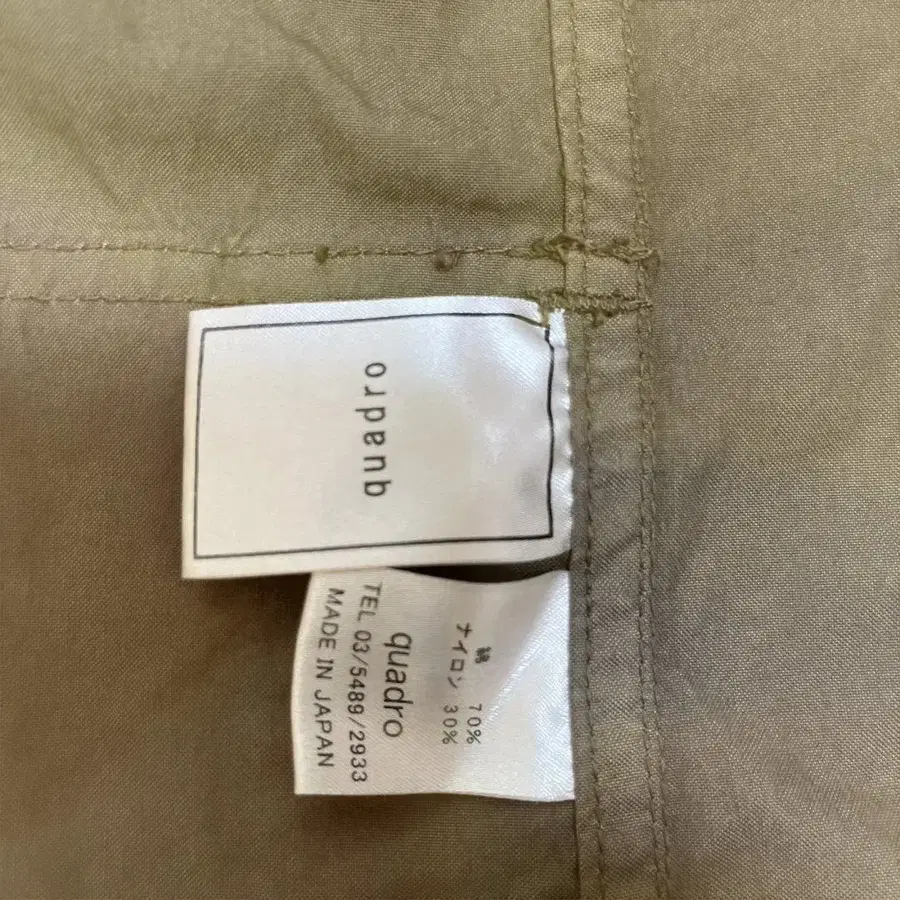 quadro
綿 70%
ナイロン 30%
quadro
TEL 03/5489/2933
MADE IN JAPAN